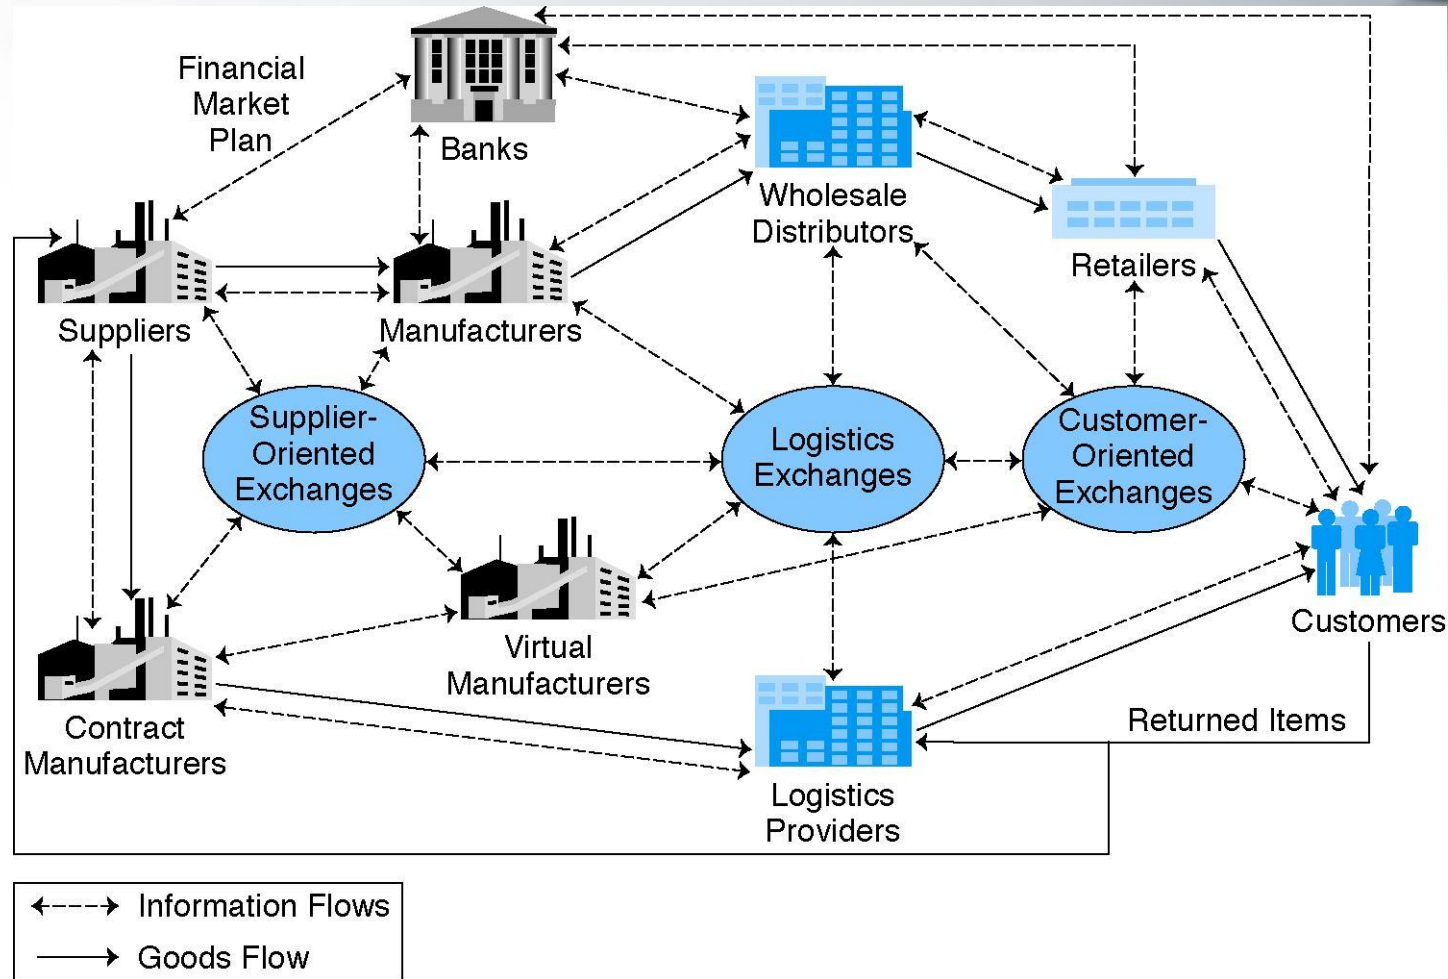 Financial
Market
Plan
Banks
Wholesale
Distributors
Retailers
Suppliers
Manufacturers
Supplier-
Oriented
Exchanges
Logistics
Exchanges
Customer-
Oriented
Exchanges
Customers
Virtual
Manufacturers
Contract
Manufacturers
Returned Items
Logistics
Providers
Information Flows
Goods Flow